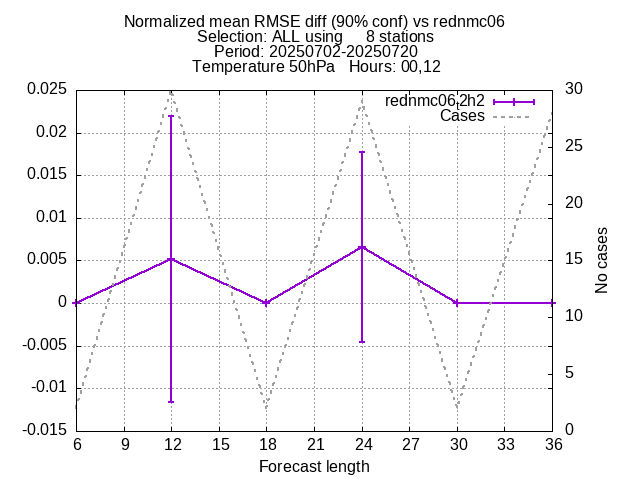 Normalized mean RMSE diff (90% conf) vs rednmc06
Selection: ALL using     8 stations
Period: 20250702-20250720
Temperature 50hPa   Hours: 00,12
rednmc06t2h2
Cases
0.025
0.02
0.015
0.01
0.005
0
-0.005
-0.01
-0.015
30
25
20
15
10
5
0
No cases
6 9 12 15 18 21 24 27 30 33 36
Forecast length